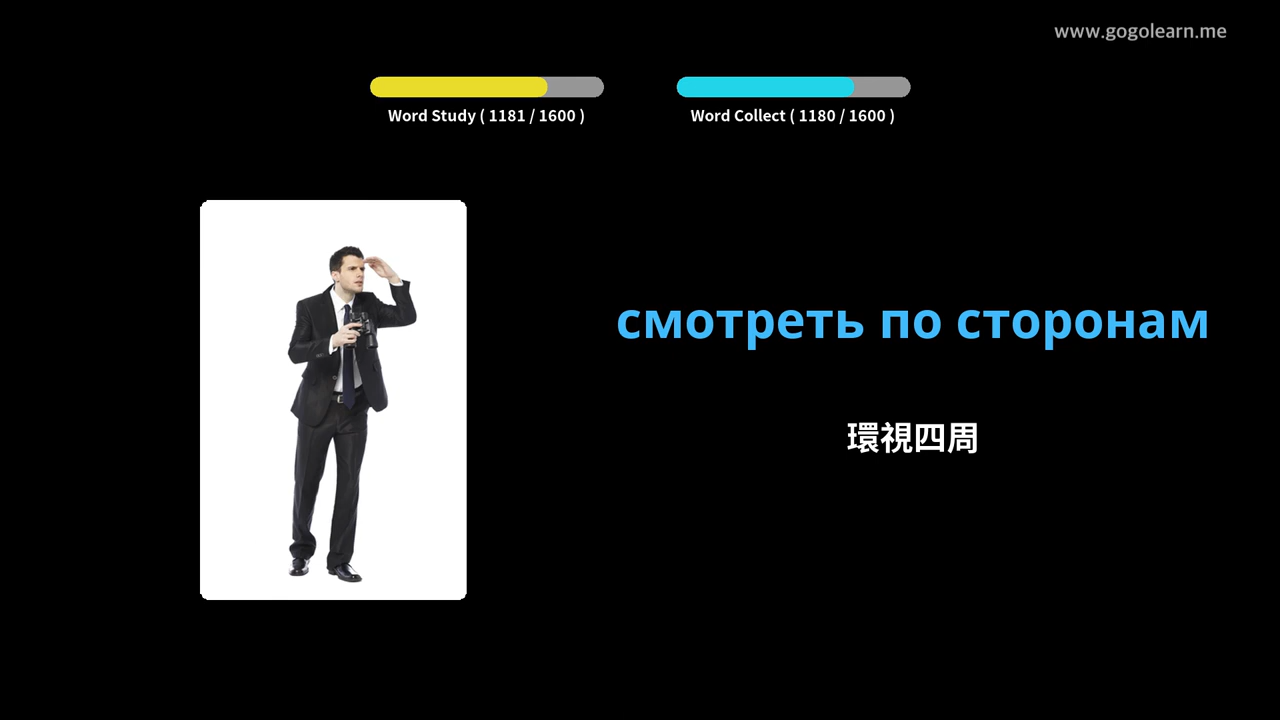 www.gogolearn.me
Word Study ( 1181 / 1600 )
Word Collect ( 1180 / 1600 )
смотреть по сторонам
環視四周